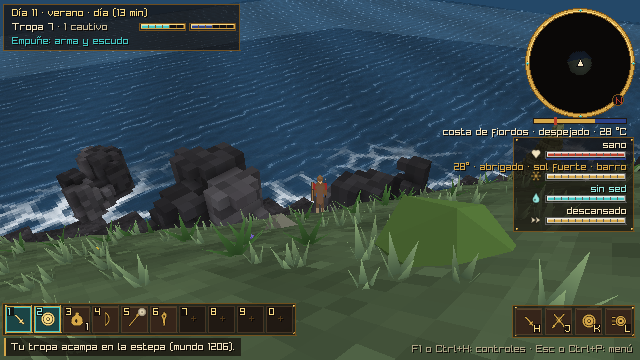 Día 11 · verano · día (13 min)
Tropa 7 · 1 cautivo
Empuñe: arma y escudo
N
costa de fiordos · despejado · 28 °C
sano
28° · abrigado · sol fuerte · barro
sin sed
descansado
1 2 3 4 5 6 7 8 9 0
1
H J K L
Tu tropa acampa en la estepa (mundo 1206).
F1 o Ctrl+H: controles · Esc o Ctrl+P: menú